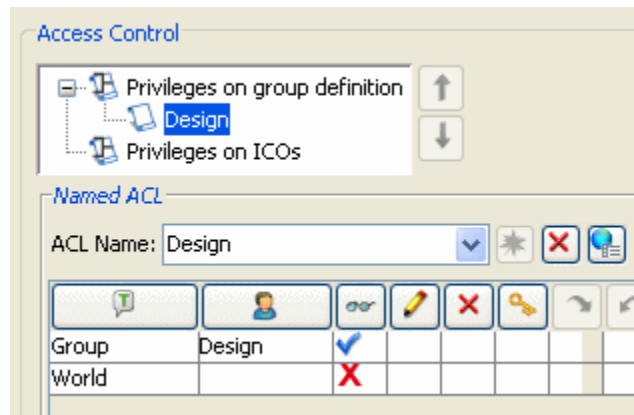 Access Control
Privileges on group definition
Design
Privileges on ICOs
Named ACL
ACL Name: Design
T
Group Design
World